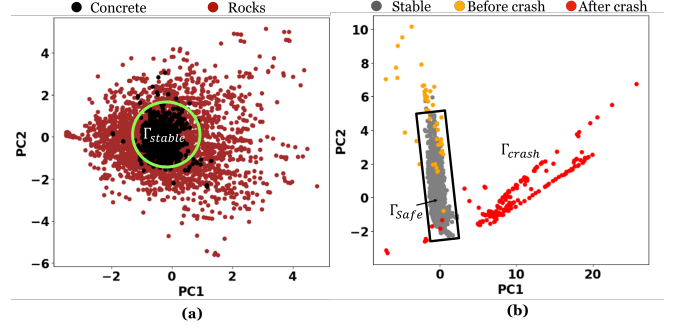 Concrete Rocks
Stable Before crash After crash
PC2
6
4
2
0
−2
−4
−6
Γstable
−2 0 2 4
PC1
(a)
PC2
10
8
6
4
2
0
−2
Γcrash
ΓSafe
0 10 20
PC1
(b)